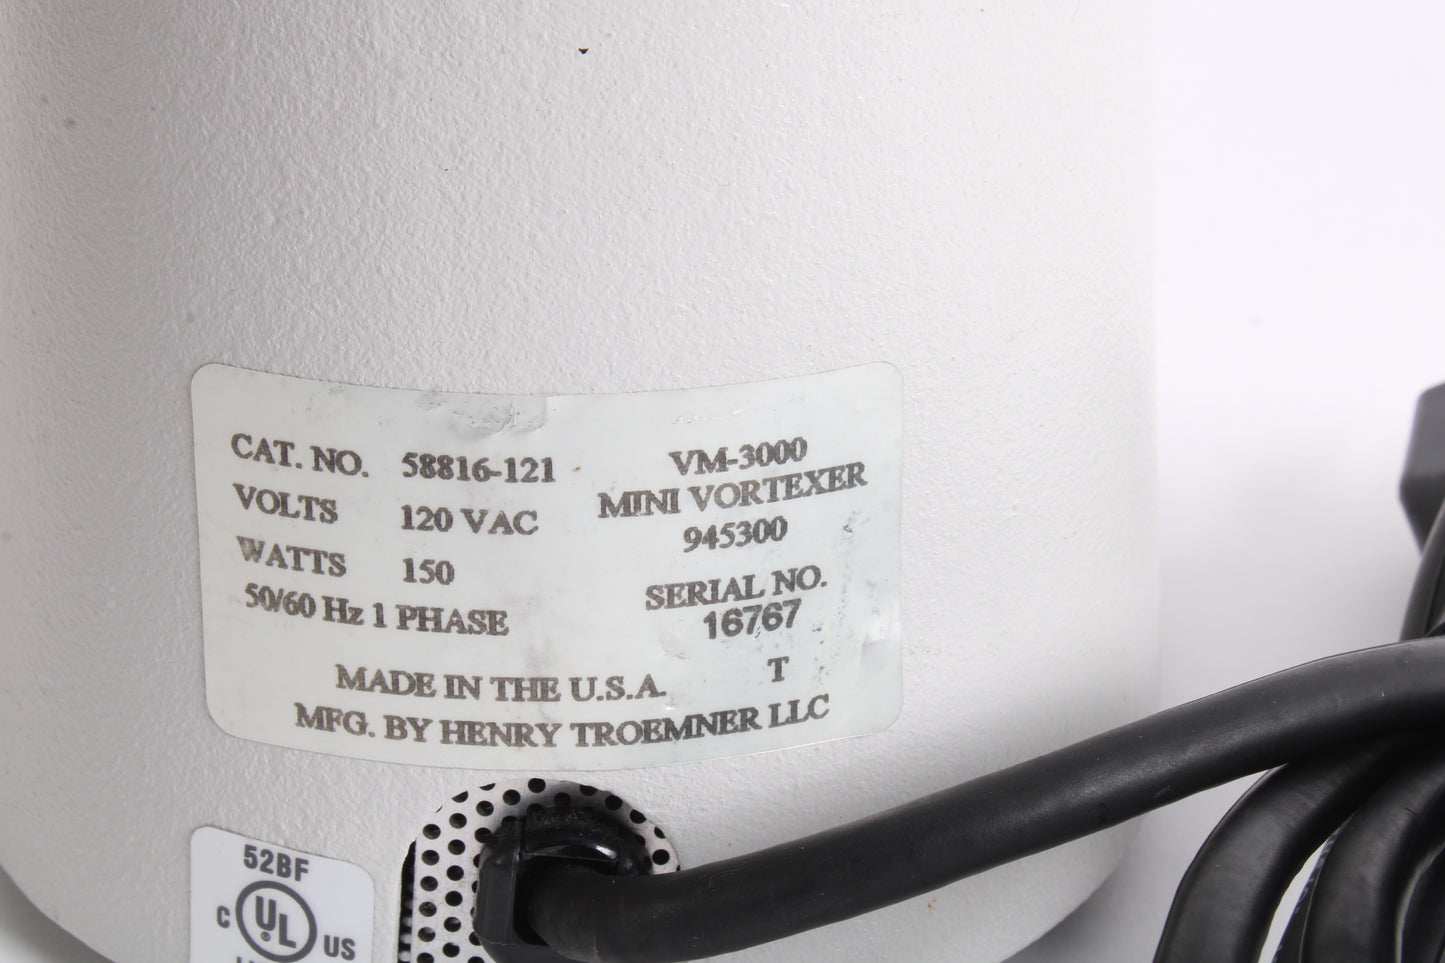 CAT. NO. 58816-121
VOLTS 120 VAC
WATTS 150
50/60 Hz 1 PHASE
VM-3000
MINI VORTEXER
945300
SERIAL NO.
16767
MADE IN THE U.S.A. T
MFG. BY HENRY TROEMNER LLC
52BF
C UL ® US